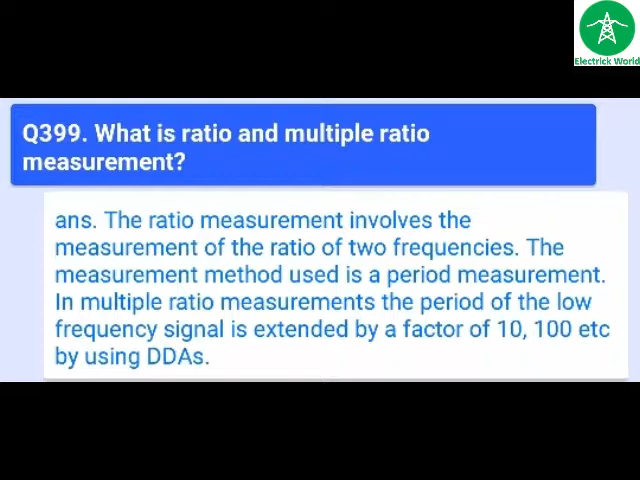 Electrick World
Q399. What is ratio and multiple ratio
measurement?
ans. The ratio measurement involves the
measurement of the ratio of two frequencies. The
measurement method used is a period measurement.
In multiple ratio measurements the period of the low
frequency signal is extended by a factor of 10, 100 etc
by using DDAs.